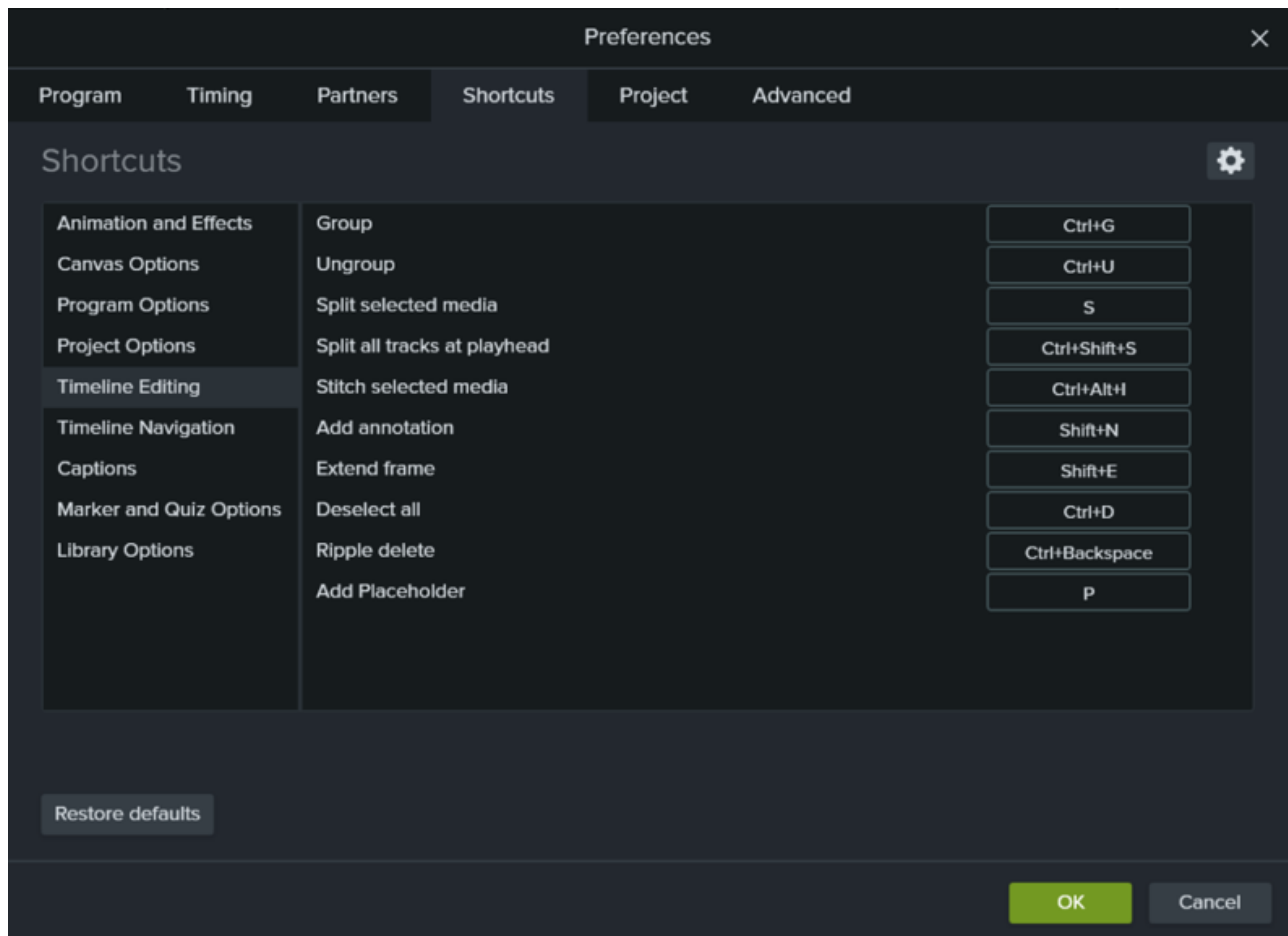 Preferences
Program Timing Partners Shortcuts Project Advanced
Shortcuts
Animation and Effects
Canvas Options
Program Options
Project Options
Timeline Editing
Timeline Navigation
Captions
Marker and Quiz Options
Library Options
Group Ctrl+G
Ungroup Ctrl+U
Split selected media S
Split all tracks at playhead Ctrl+Shift+S
Stitch selected media Ctrl+Alt+I
Add annotation Shift+N
Extend frame Shift+E
Deselect all Ctrl+D
Ripple delete Ctrl+Backspace
Add Placeholder P
Restore defaults
OK Cancel